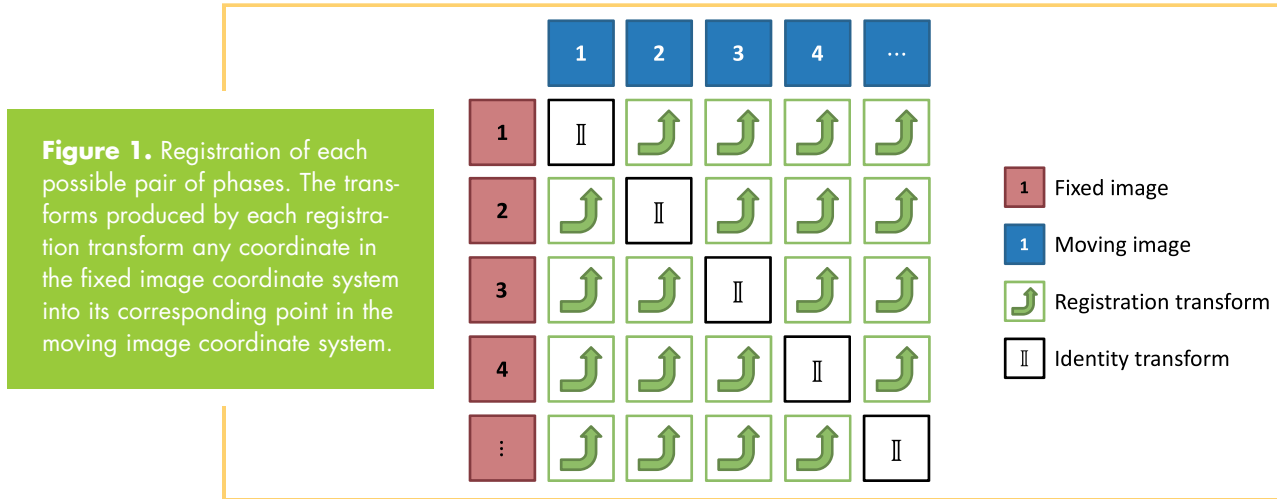 Figure 1. Registration of each
possible pair of phases. The trans-
forms produced by each registra-
tion transform any coordinate in
the fixed image coordinate system
into its corresponding point in the
moving image coordinate system.
1 2 3 4 ...
1 𝕀
2 𝕀
3 𝕀
4 𝕀
⋮ 𝕀
1 Fixed image
1 Moving image
Registration transform
𝕀 Identity transform